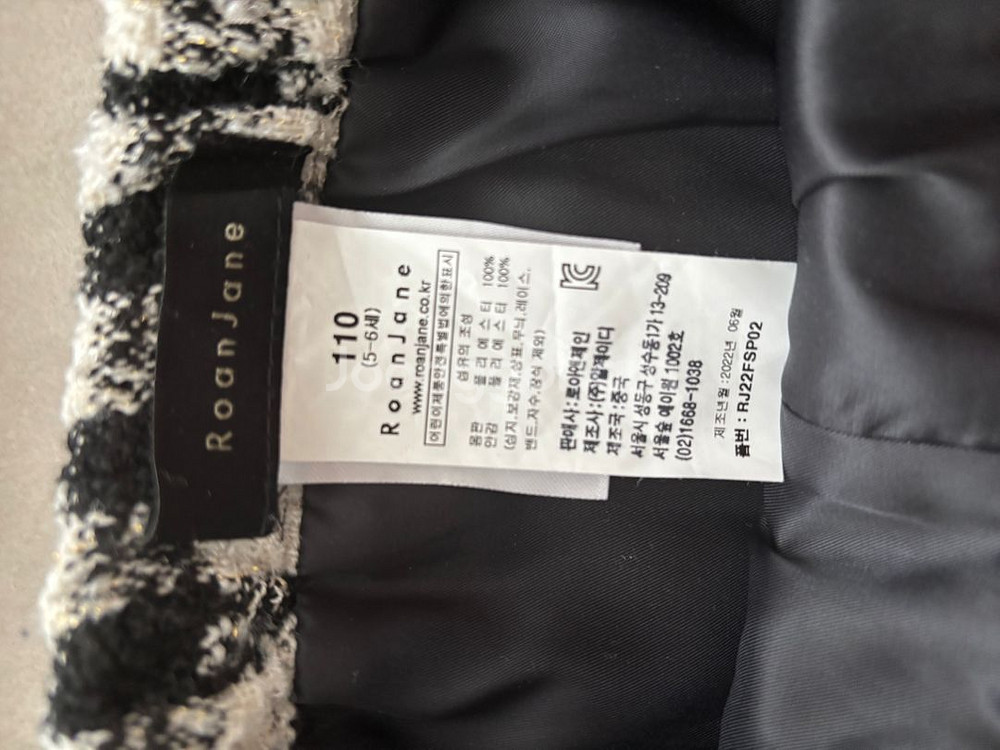 RoanJane
110
(5-6세)
RoanJane
www.roanjane.co.kr
어린이제품안전특별법에의한표시
섬유의 조성
몸판 폴리에스터 100%
안감 폴리에스터 100%
(심지,보강재,상표,무늬,레이스,
밴드,자수,장식 제외)
판매사:로아앤제인
제조사:(주)알제이디
제조국:중국
서울시 성동구 성수동1가 13-209
서울숲 에이원 1002호
(02)1668-1038
제조년월:2022년 06월
품번 : RJ22FSP02